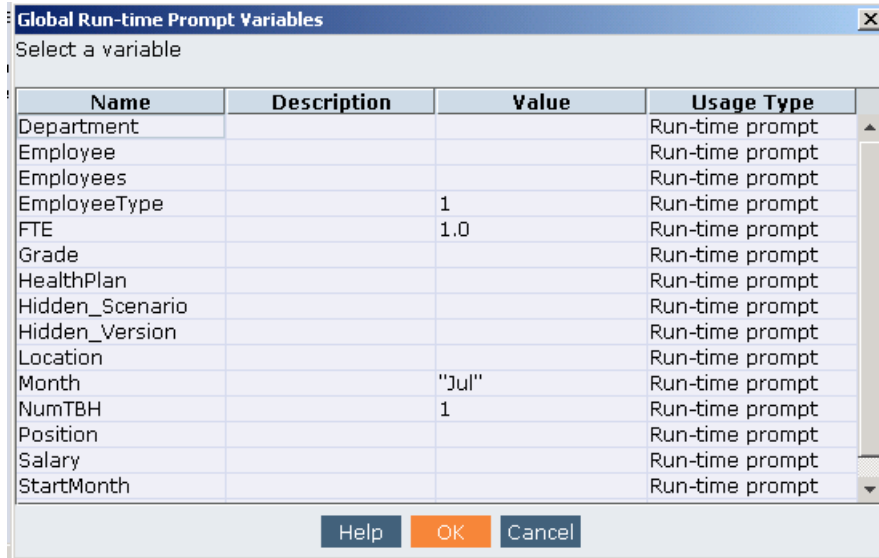 Global Run-time Prompt Variables
Select a variable
Name Description Value Usage Type
Department Run-time prompt
Employee Run-time prompt
Employees Run-time prompt
EmployeeType 1 Run-time prompt
FTE 1.0 Run-time prompt
Grade Run-time prompt
HealthPlan Run-time prompt
Hidden_Scenario Run-time prompt
Hidden_Version Run-time prompt
Location Run-time prompt
Month "Jul" Run-time prompt
NumTBH 1 Run-time prompt
Position Run-time prompt
Salary Run-time prompt
StartMonth Run-time prompt
Help OK Cancel